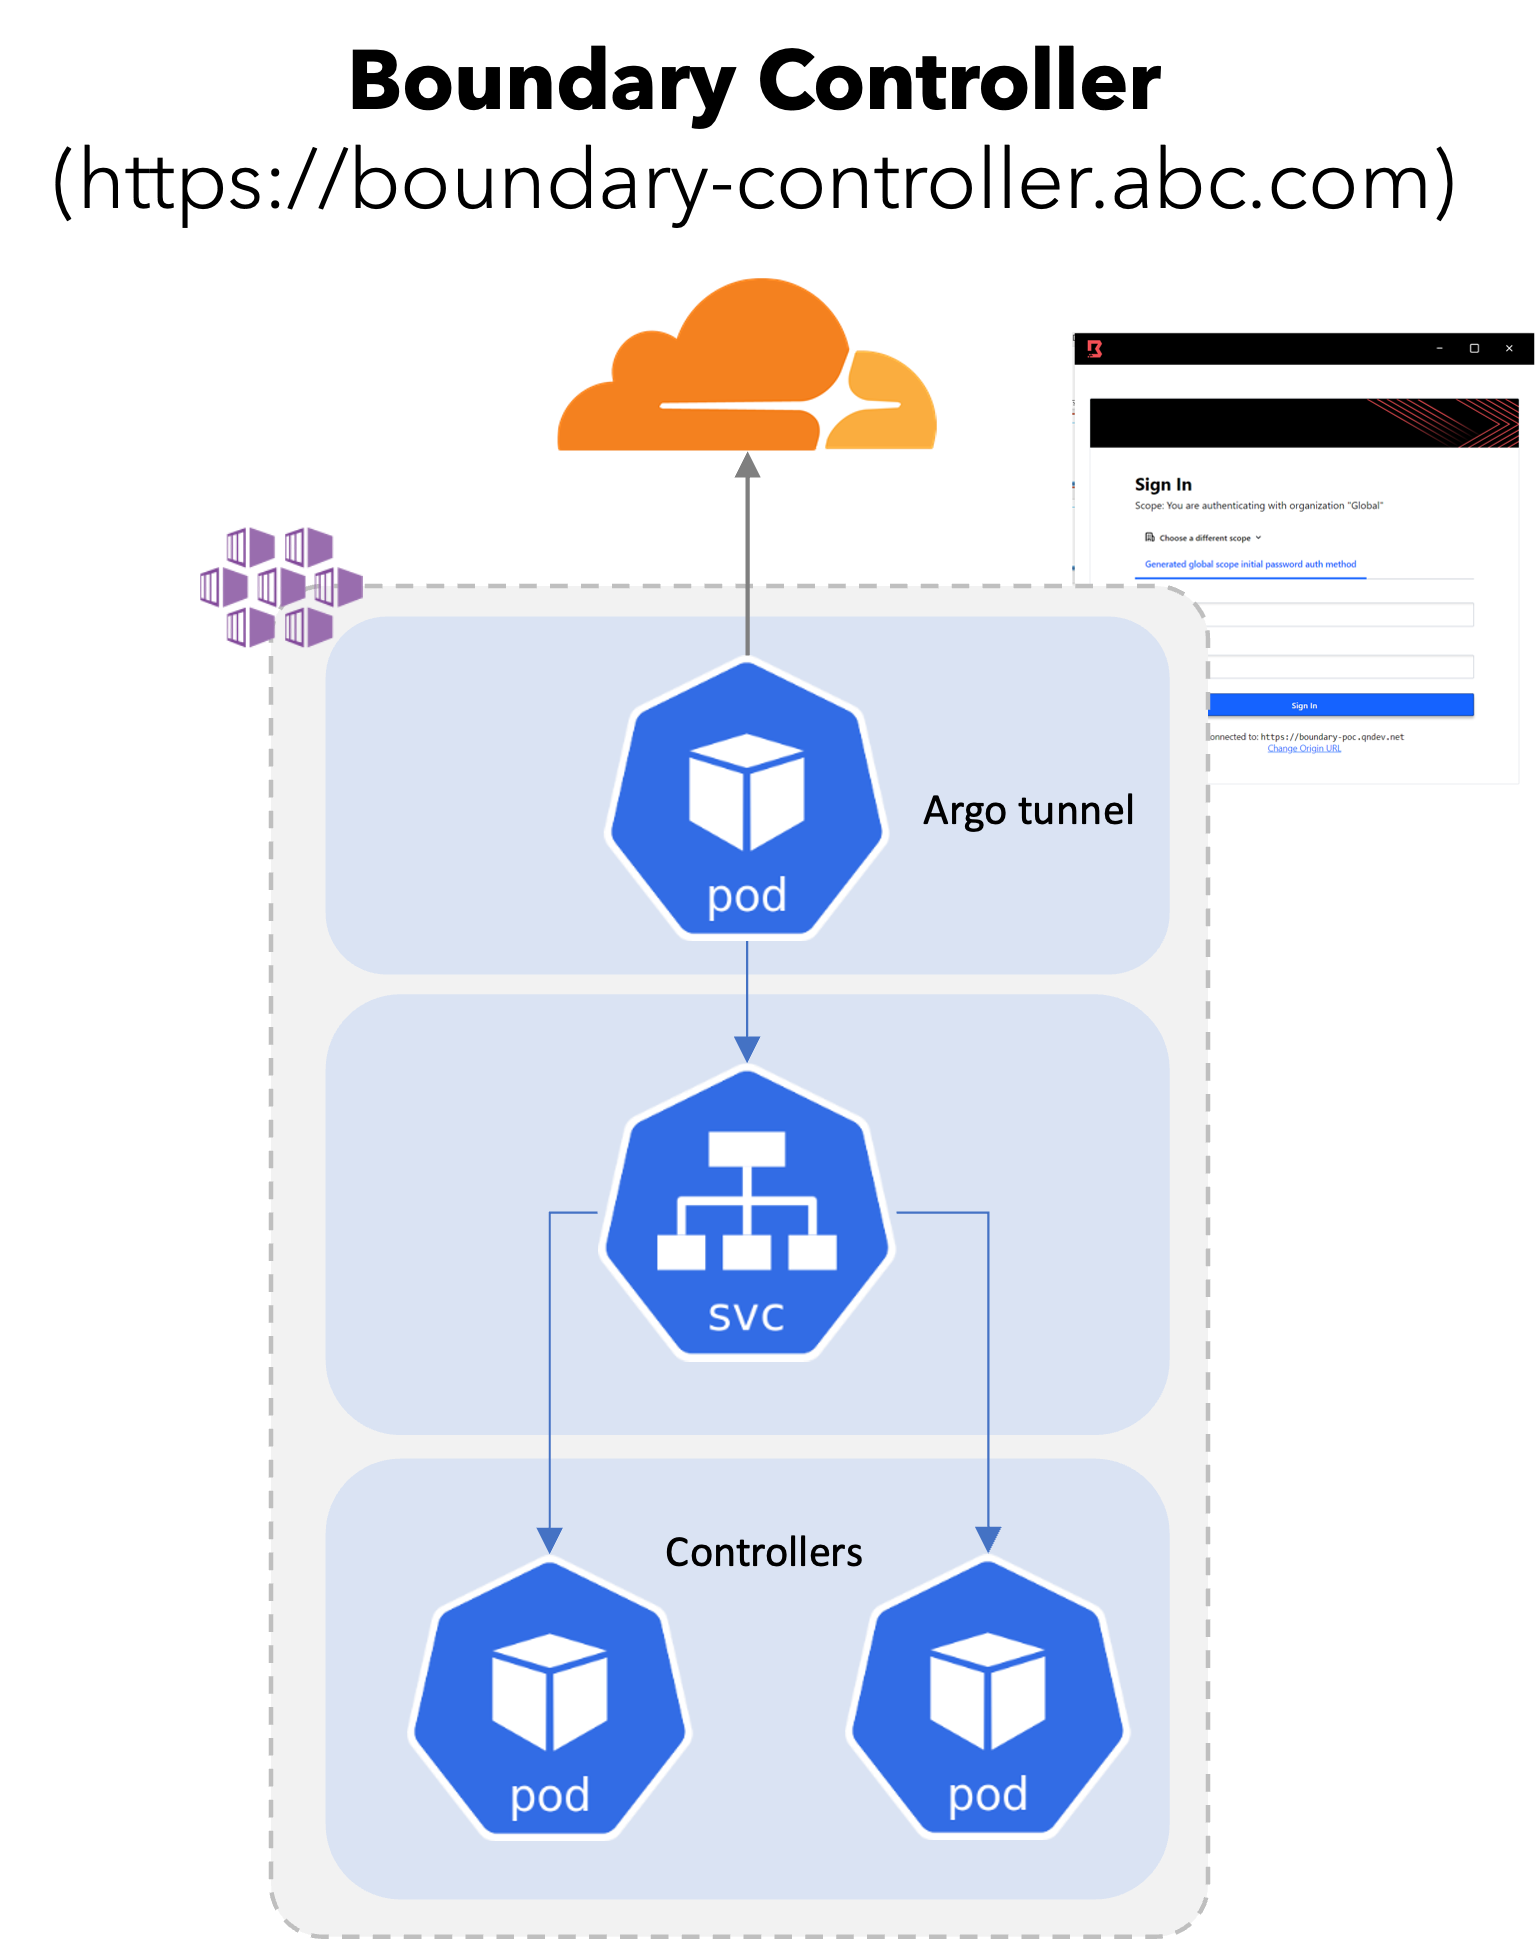 Boundary Controller
(https://boundary-controller.abc.com)
Sign In
Scope: You are authenticating with organization "Global"
Choose a different scope
Generated global scope initial password auth method
Sign In
onnected to: https://boundary-poc.qndev.net
Change Origin URL
Argo tunnel
pod
svc
Controllers
pod
pod